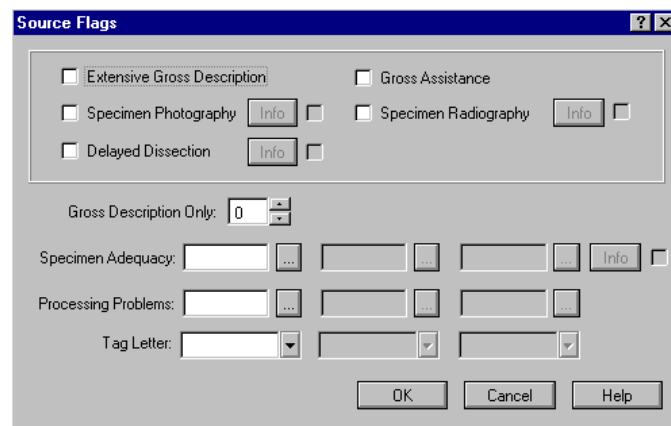 Source Flags
Extensive Gross Description Gross Assistance
Specimen Photography Info Specimen Radiography Info
Delayed Dissection Info
Gross Description Only: 0
Specimen Adequacy: ... ... ... Info
Processing Problems: ... ... ...
Tag Letter:
OK Cancel Help